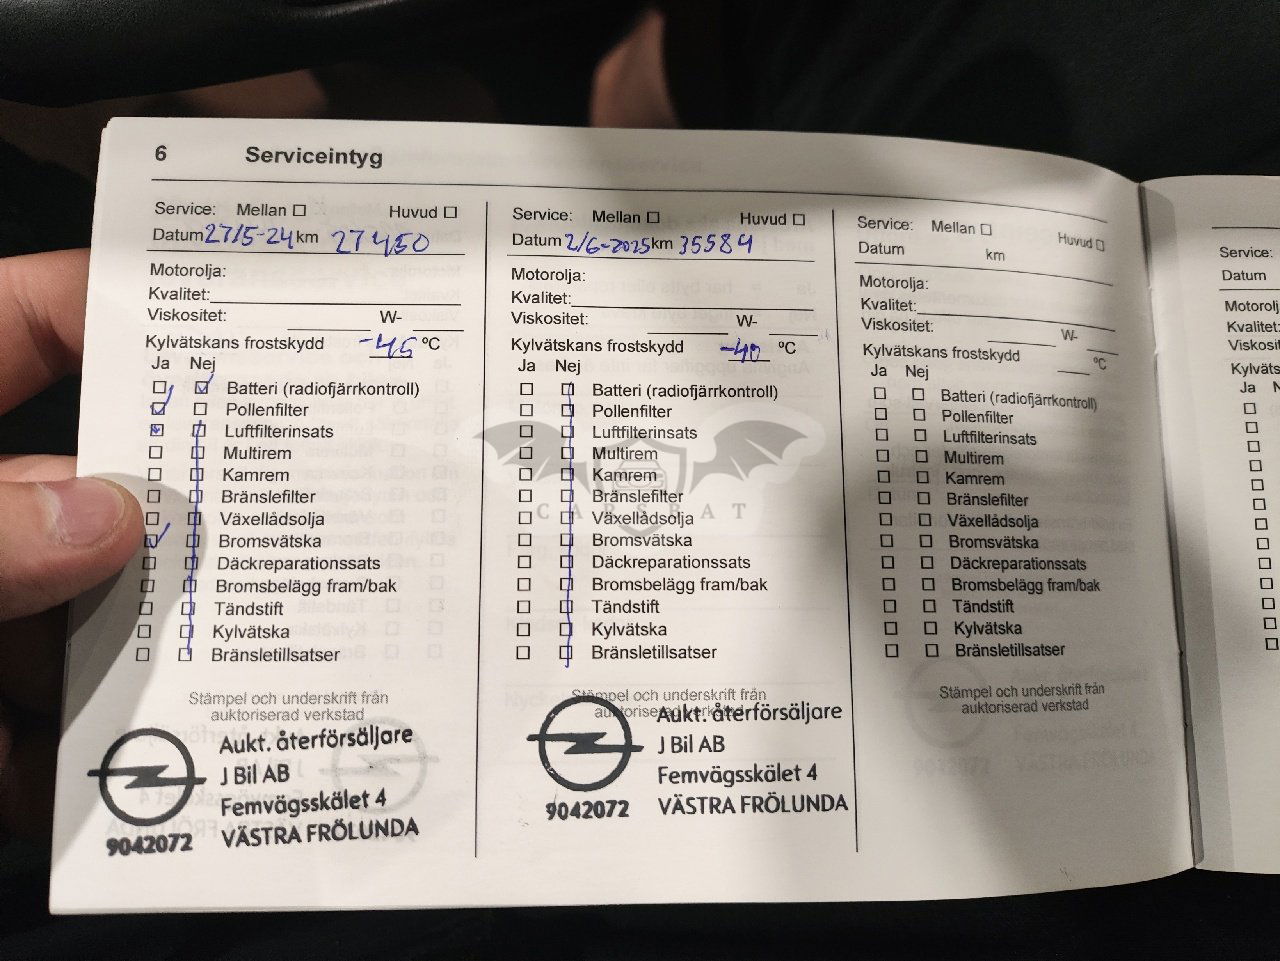 6 Serviceintyg
Service: Mellan ☐ Huvud ☐
Datum 27/5-24 km 27450
Motorolja:
Kvalitet:
Viskositet: W-
Kylvätskans frostskydd -45 °C
Ja Nej
Batteri (radiofjärrkontroll)
Pollenfilter
Luftfilterinsats
Multirem
Kamrem
Bränslefilter
Växellådsolja
Bromsvätska
Däckreparationssats
Bromsbelägg fram/bak
Tändstift
Kylvätska
Bränsletillsatser
Stämpel och underskrift från
auktoriserad verkstad
Aukt. återförsäljare
J Bil AB
Femvägsskälet 4
9042072 VÄSTRA FRÖLUNDA
Service: Mellan ☐ Huvud ☐
Datum 2/6-2025 km 35589
Motorolja:
Kvalitet:
Viskositet: W-
Kylvätskans frostskydd -40 °C
Ja Nej
Batteri (radiofjärrkontroll)
Pollenfilter
Luftfilterinsats
Multirem
Kamrem
Bränslefilter
Växellådsolja
Bromsvätska
Däckreparationssats
Bromsbelägg fram/bak
Tändstift
Kylvätska
Bränsletillsatser
Stämpel och underskrift från
auktoriserad verkstad
Aukt. återförsäljare
J Bil AB
Femvägsskälet 4
9042072 VÄSTRA FRÖLUNDA
Service: Mellan ☐ Huvud ☐
Datum km
Motorolja:
Kvalitet:
Viskositet: W-
Kylvätskans frostskydd °C
Ja Nej
Batteri (radiofjärrkontroll)
Pollenfilter
Luftfilterinsats
Multirem
Kamrem
Bränslefilter
Växellådsolja
Bromsvätska
Däckreparationssats
Bromsbelägg fram/bak
Tändstift
Kylvätska
Bränsletillsatser
Stämpel och underskrift från
auktoriserad verkstad
Service:
Datum
Motorolj
Kvalitet:
Viskosit
Kylväts
Ja N
CARSBAT